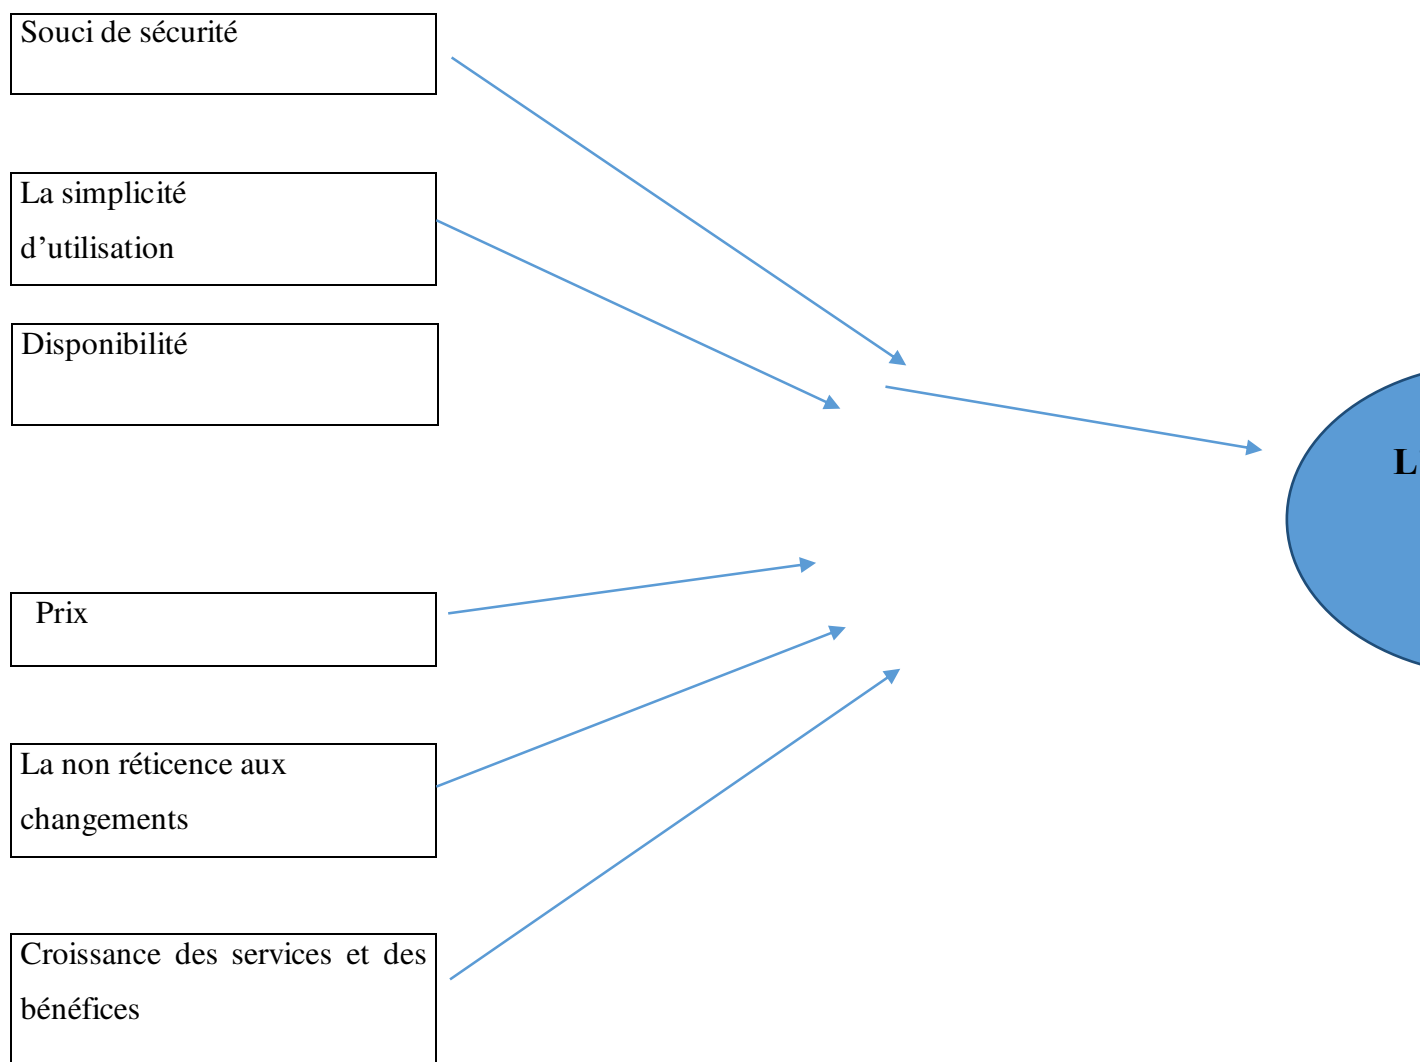 Souci de sécurité
La simplicité
d’utilisation
Disponibilité
L
Prix
La non réticence aux
changements
Croissance des services et des
bénéfices